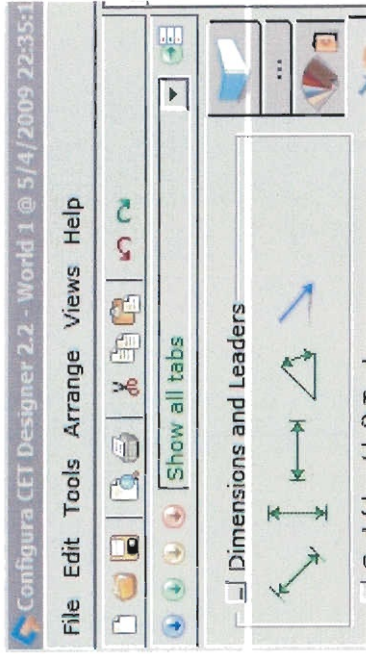 Configura CET Designer 2.2 - World 1 @ 5/4/2009 22:35:1
File Edit Tools Arrange Views Help
Show all tabs
...
Dimensions and Leaders